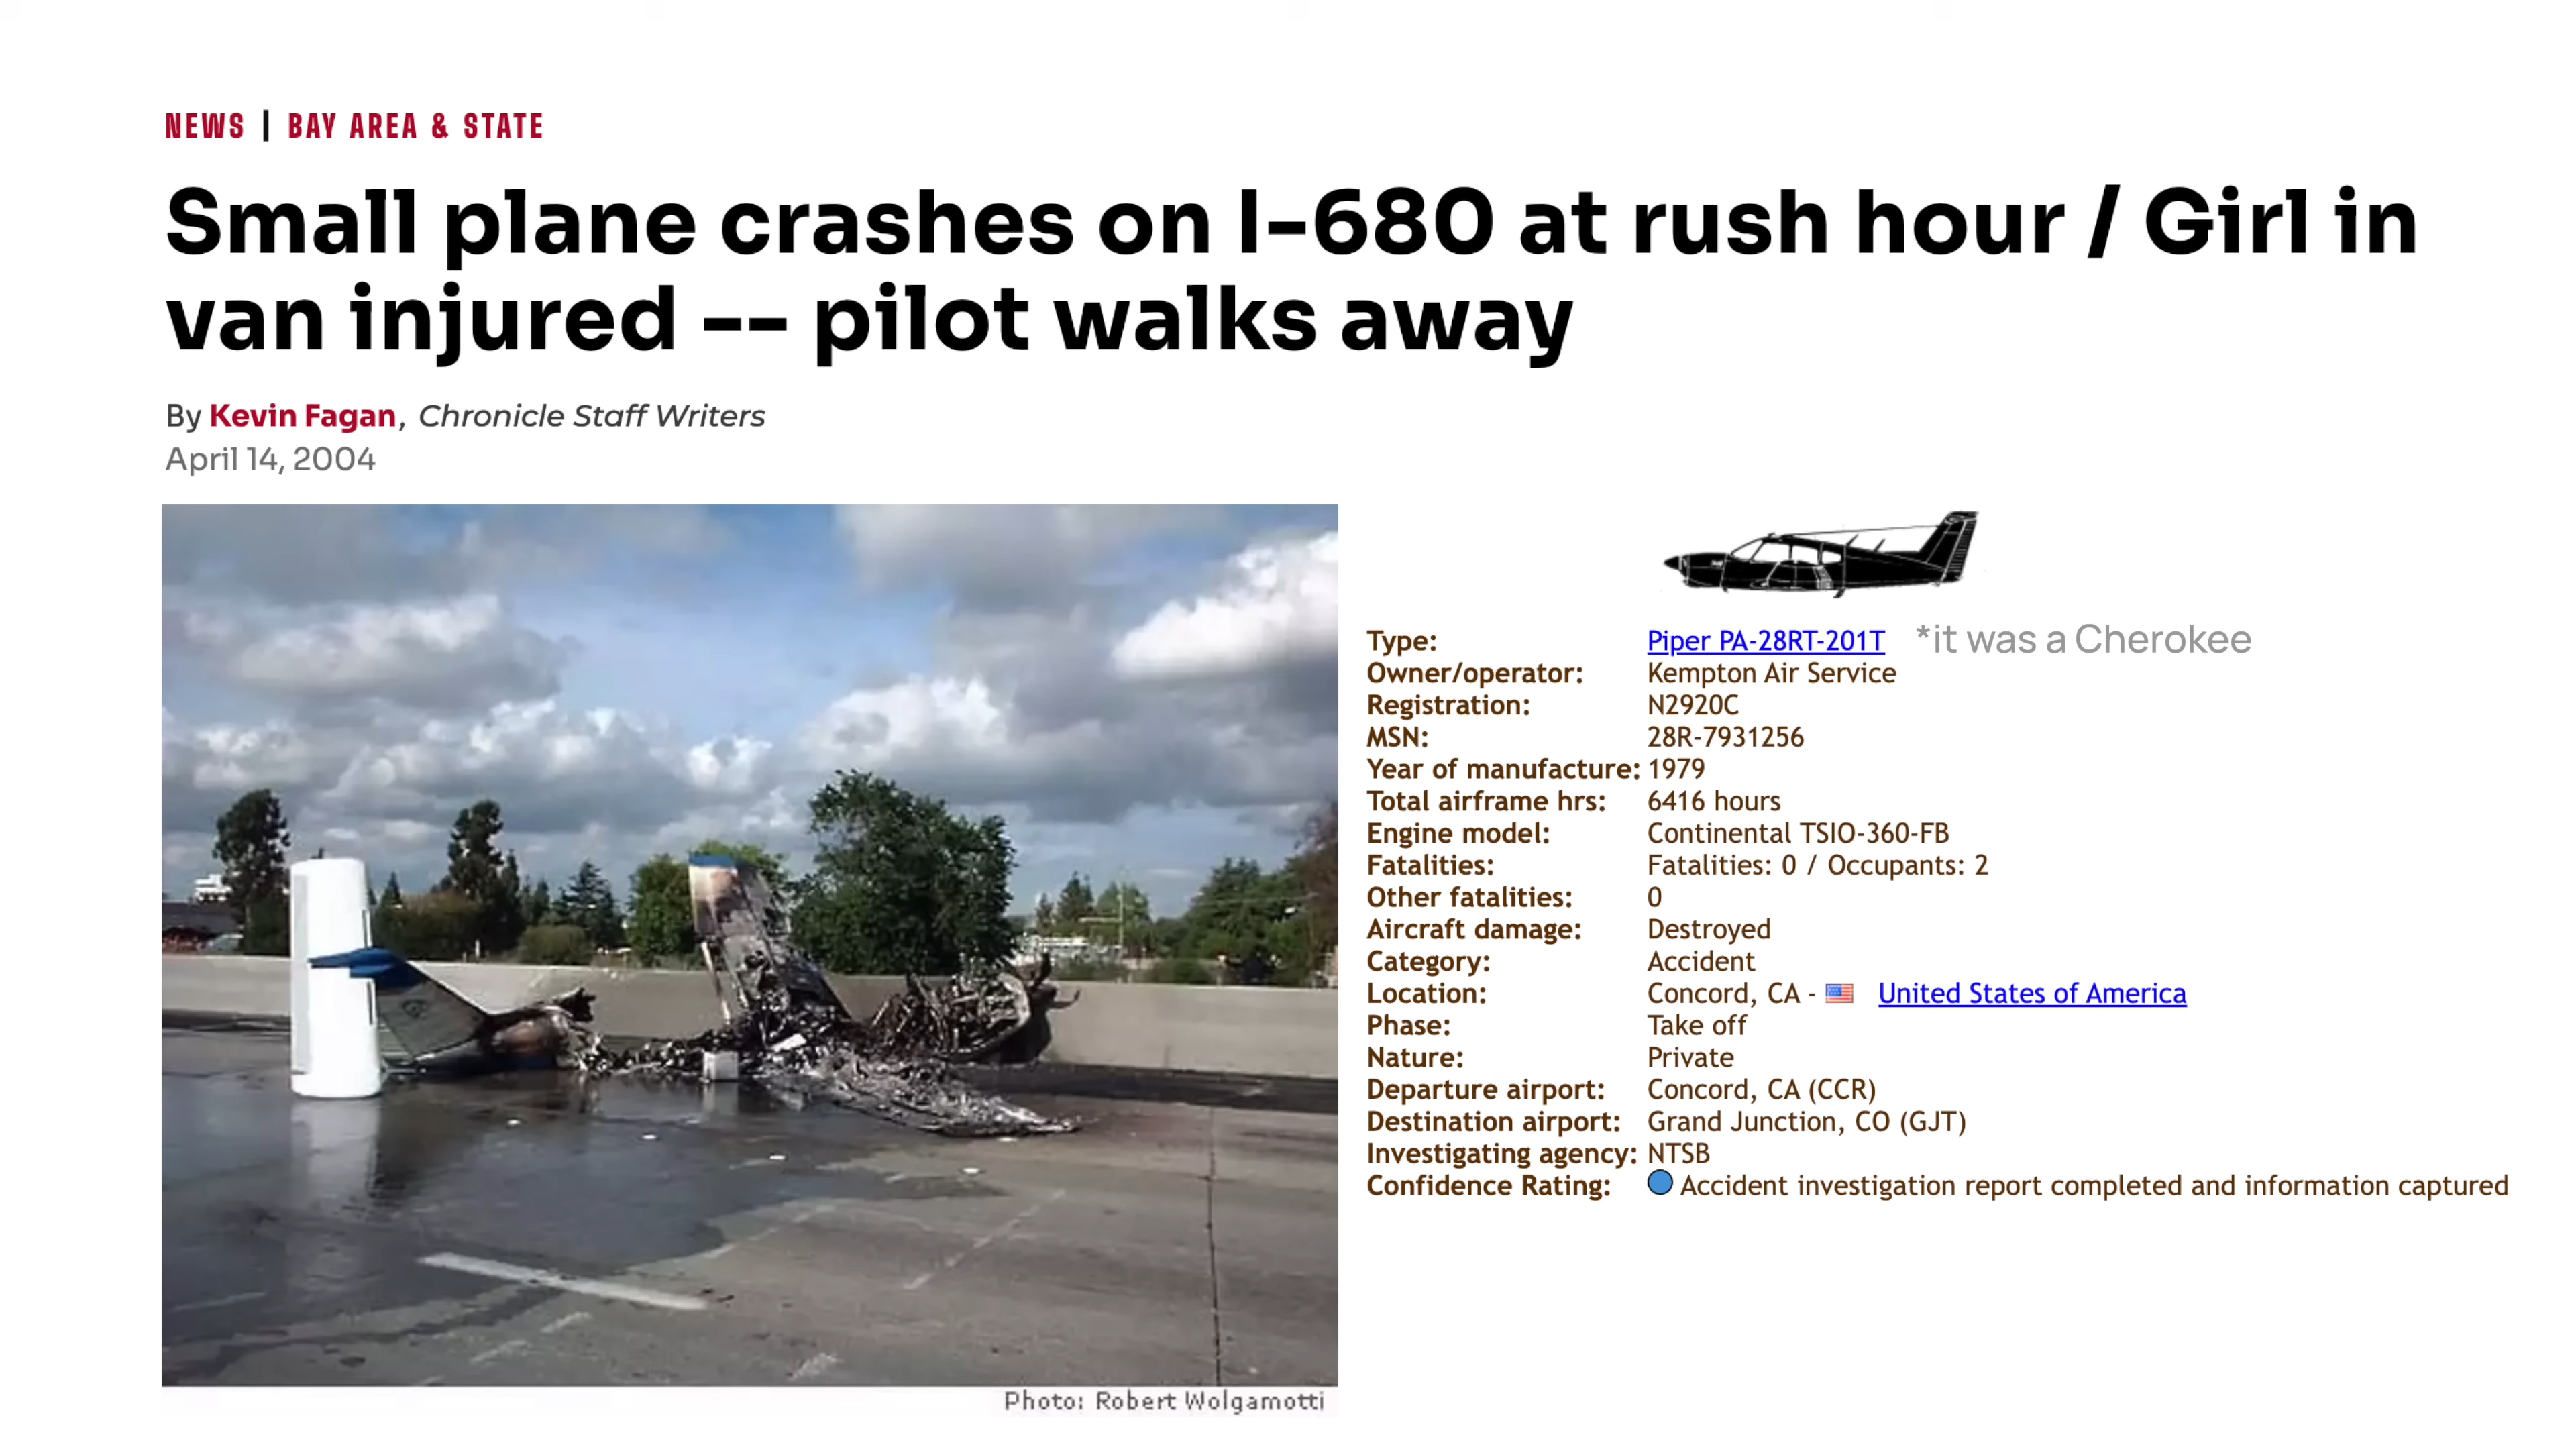 NEWS | BAY AREA & STATE
Small plane crashes on I-680 at rush hour / Girl in
van injured -- pilot walks away
By Kevin Fagan, Chronicle Staff Writers
April 14, 2004
Type: Piper PA-28RT-201T *it was a Cherokee
Owner/operator: Kempton Air Service
Registration: N2920C
MSN: 28R-7931256
Year of manufacture: 1979
Total airframe hrs: 6416 hours
Engine model: Continental TSIO-360-FB
Fatalities: Fatalities: 0 / Occupants: 2
Other fatalities: 0
Aircraft damage: Destroyed
Category: Accident
Location: Concord, CA - United States of America
Phase: Take off
Nature: Private
Departure airport: Concord, CA (CCR)
Destination airport: Grand Junction, CO (GJT)
Investigating agency: NTSB
Confidence Rating: Accident investigation report completed and information captured
Photo: Robert Wolgamotti